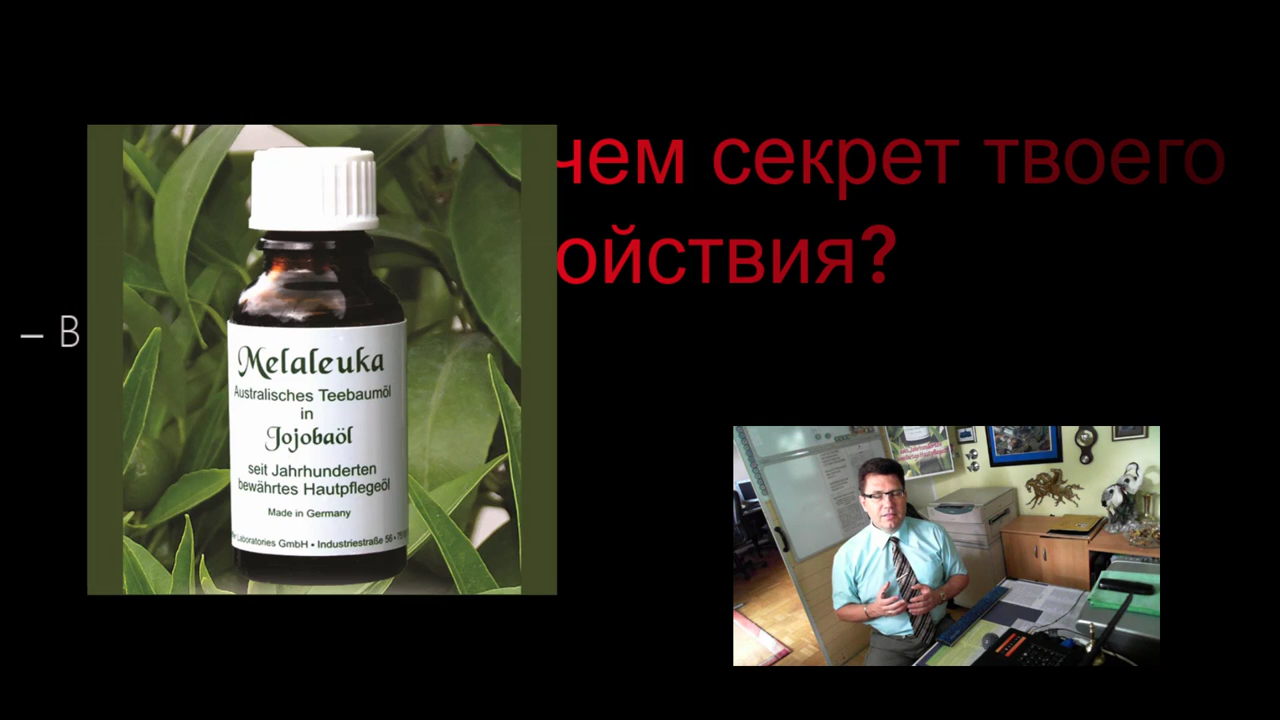 чем секрет твоего
ойствия?
– В
Melaleuka
Australisches Teebaumöl
in
Jojobaöl
seit Jahrhunderten
bewährtes Hautpflegeöl
Made in Germany
Laboratories GmbH • Industriestraße 56 •